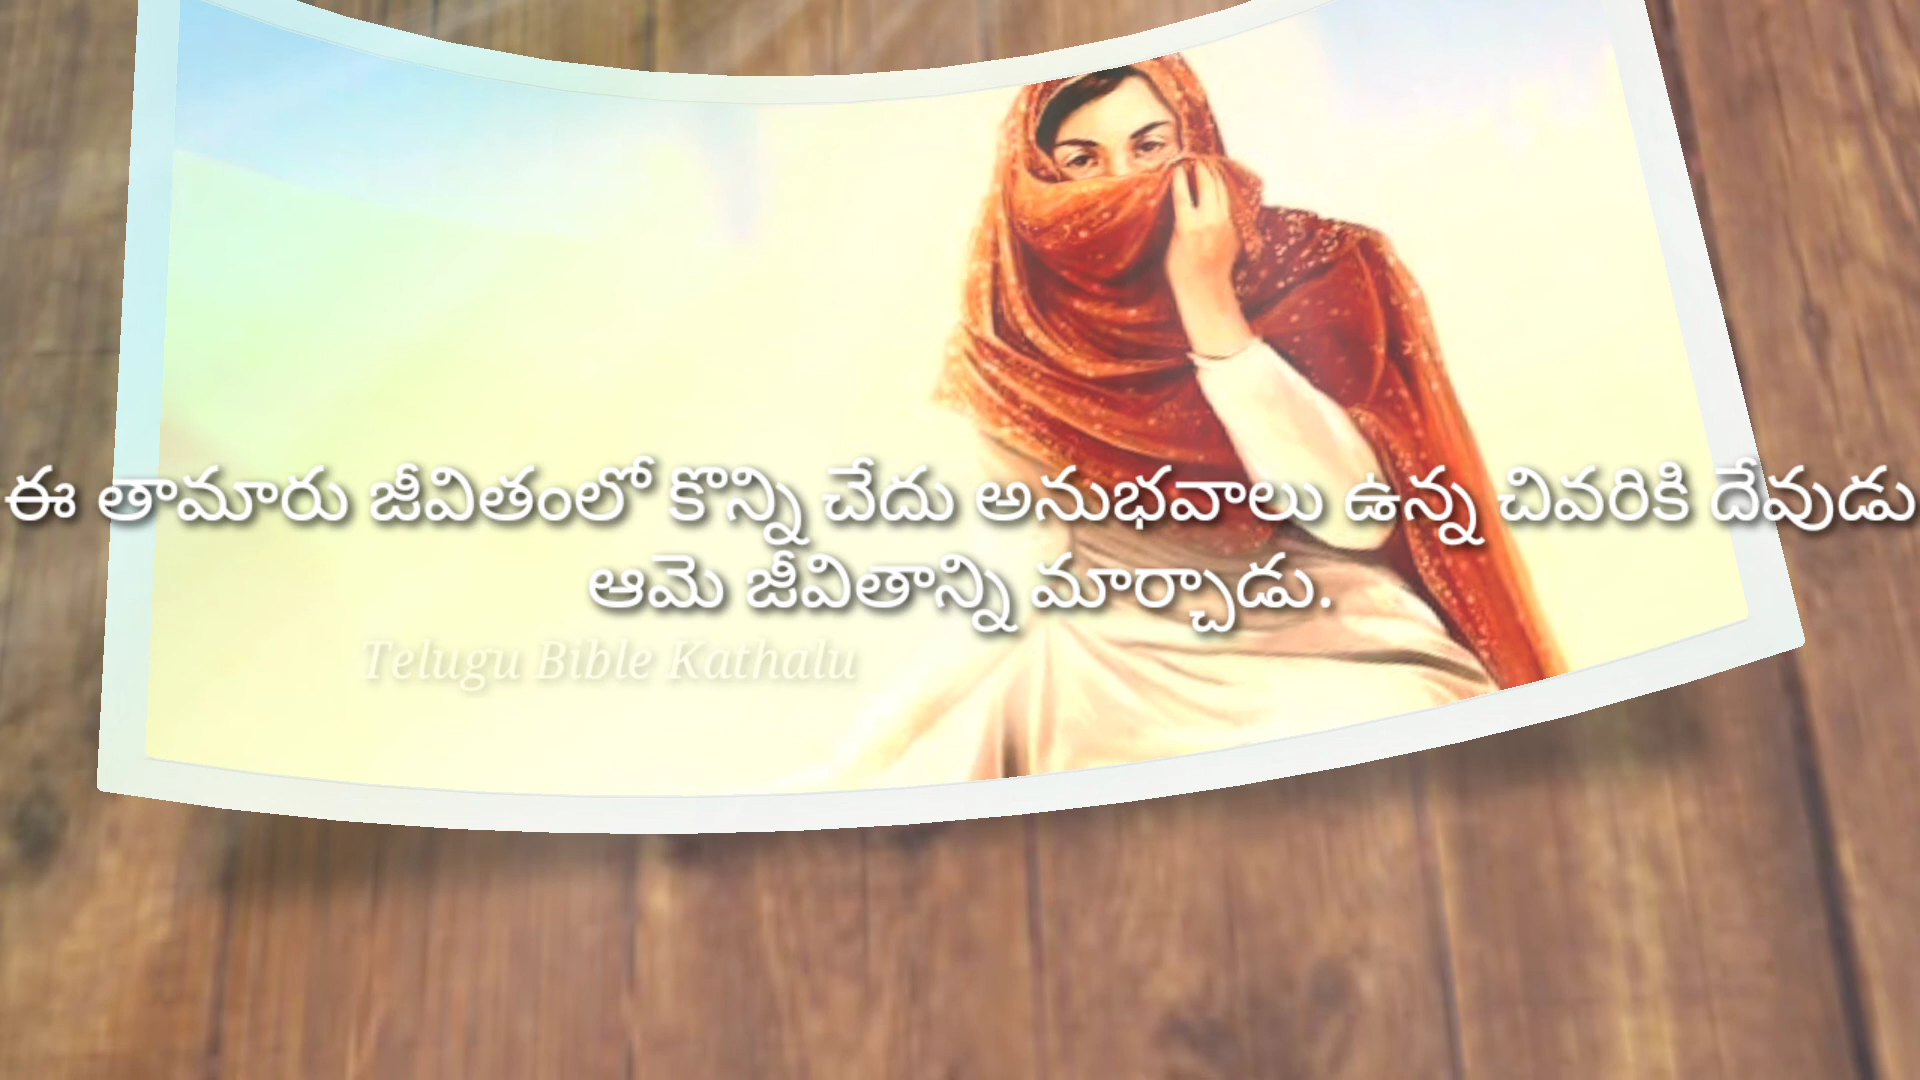 ఈ తామారు జీవితంలో కొన్ని చేదు అనుభవాలు ఉన్న చివరికి దేవుడు
ఆమె జీవితాన్ని మార్చాడు.
Telugu Bible Kathalu